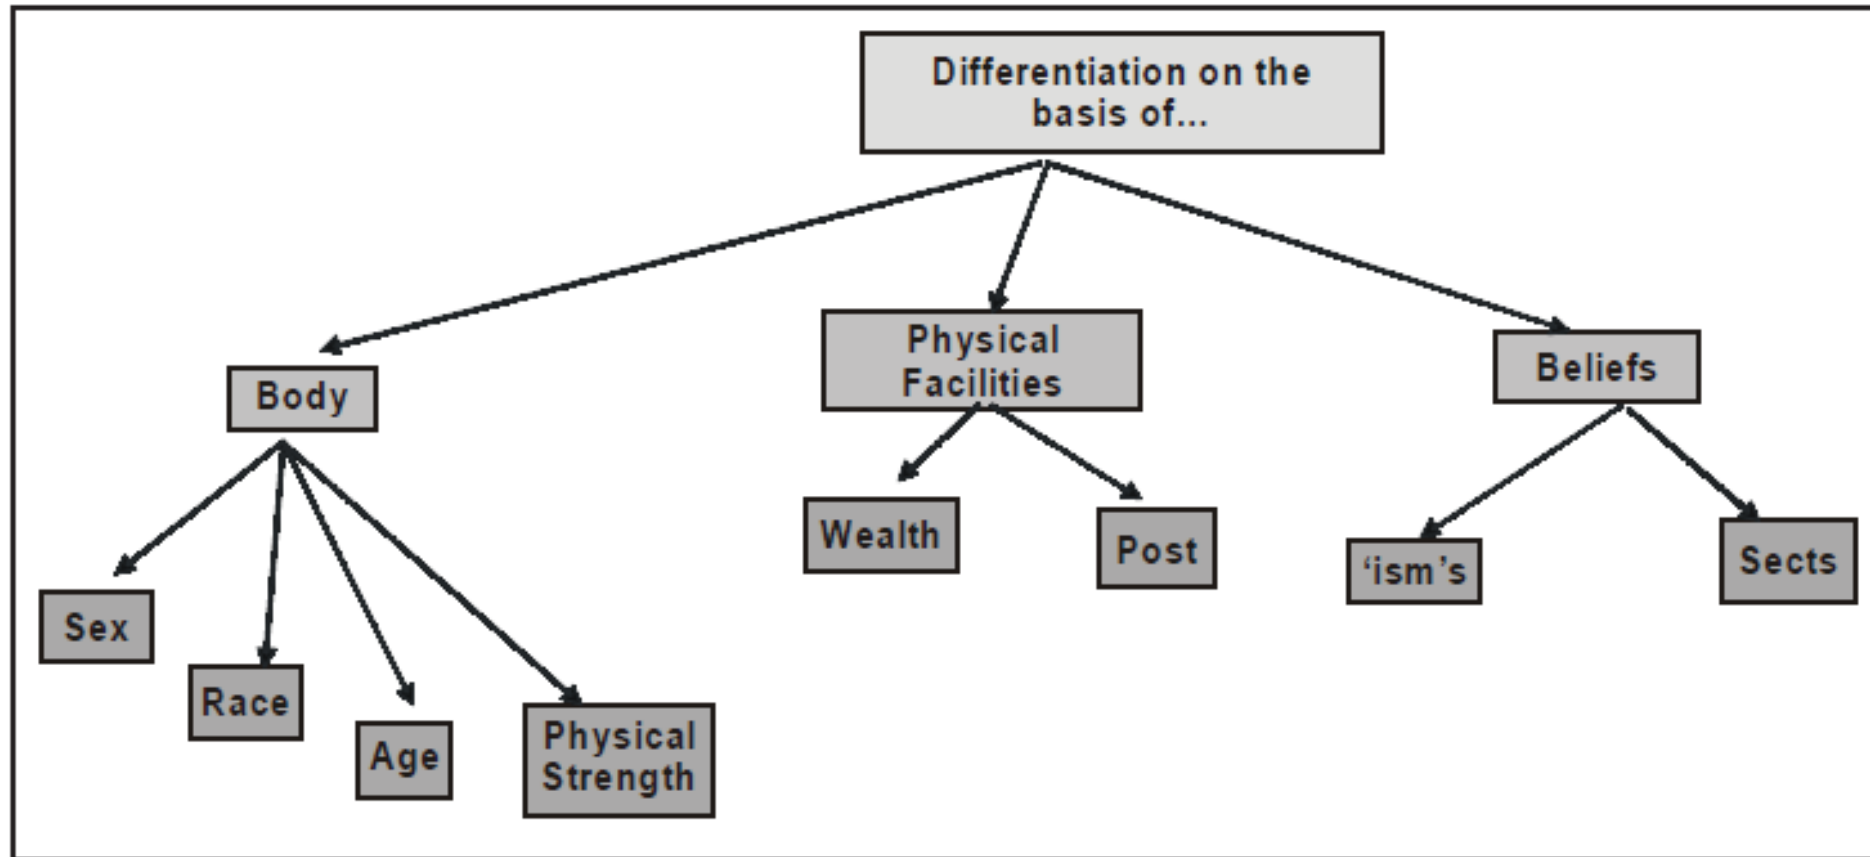 Differentiation on the
basis of...
Physical
Facilities
Beliefs
Body
Wealth
Post
'ism's
Sects
Sex
Race
Age
Physical
Strength